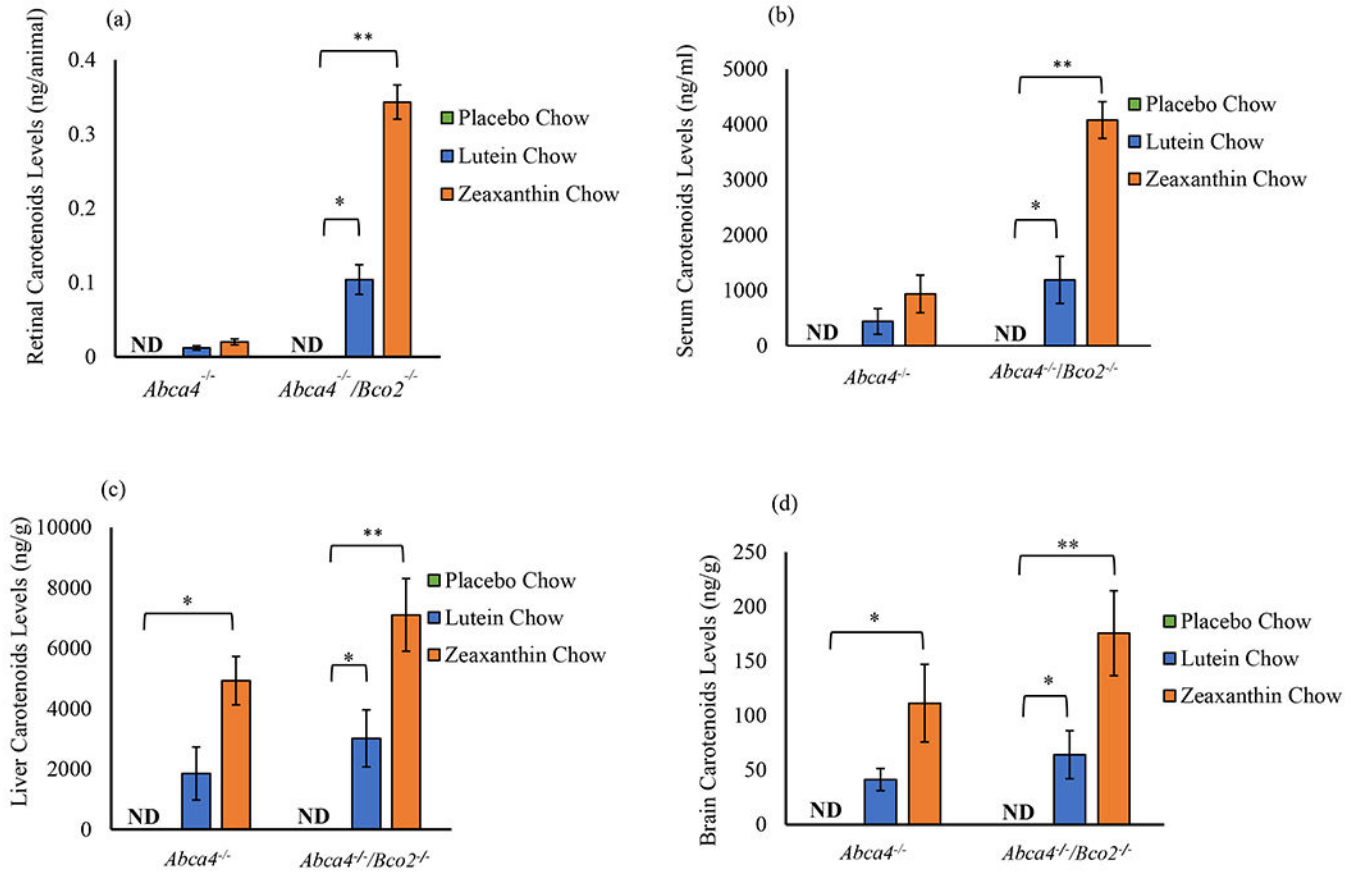 (a)
Retinal Carotenoids Levels (ng/animal)
0.4
0.3
0.2
0.1
0
**
*
ND
ND
Abca4-/-
Abca4-/-/Bco2-/-
Placebo Chow
Lutein Chow
Zeaxanthin Chow
(b)
Serum Carotenoids Levels (ng/ml)
5000
4000
3000
2000
1000
0
**
*
ND
ND
Abca4-/-
Abca4-/-/Bco2-/-
Placebo Chow
Lutein Chow
Zeaxanthin Chow
(c)
Liver Carotenoids Levels (ng/g)
10000
8000
6000
4000
2000
0
*
**
*
ND
ND
Abca4-/-
Abca4-/-/Bco2-/-
Placebo Chow
Lutein Chow
Zeaxanthin Chow
(d)
Brain Carotenoids Levels (ng/g)
250
200
150
100
50
0
*
**
*
ND
ND
Abca4-/-
Abca4-/-/Bco2-/-
Placebo Chow
Lutein Chow
Zeaxanthin Chow